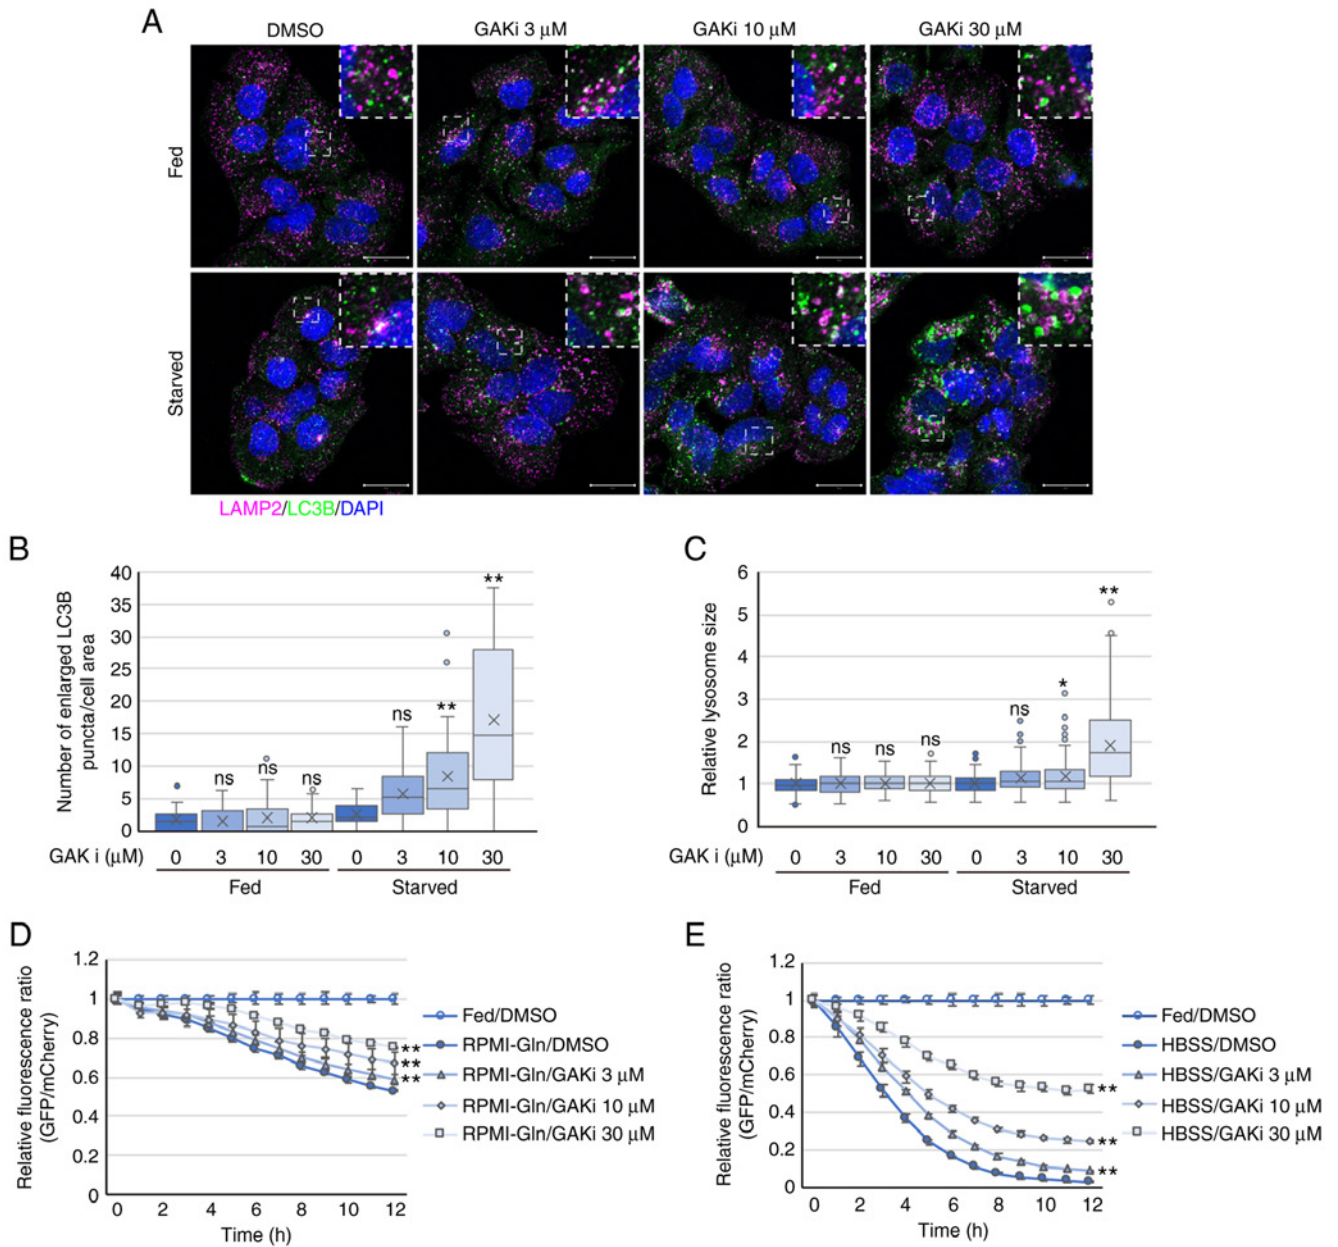 A
DMSO GAKi 3 µM GAKi 10 µM GAKi 30 µM
Fed
Starved
LAMP2/LC3B/DAPI
B
Number of enlarged LC3B
puncta/cell area
40
35
30
25
20
15
10
5
0
ns ns ns ns ** **
GAK i (µM) 0 3 10 30 0 3 10 30
Fed Starved
C
Relative lysosome size
6
5
4
3
2
1
0
ns ns ns ns * **
GAK i (µM) 0 3 10 30 0 3 10 30
Fed Starved
D
Relative fluorescence ratio
(GFP/mCherry)
1.2
1
0.8
0.6
0.4
0.2
0
0 2 4 6 8 10 12
Time (h)
**
**
**
Fed/DMSO
RPMI-Gln/DMSO
RPMI-Gln/GAKi 3 µM
RPMI-Gln/GAKi 10 µM
RPMI-Gln/GAKi 30 µM
E
Relative fluorescence ratio
(GFP/mCherry)
1.2
1
0.8
0.6
0.4
0.2
0
0 2 4 6 8 10 12
Time (h)
**
**
**
Fed/DMSO
HBSS/DMSO
HBSS/GAKi 3 µM
HBSS/GAKi 10 µM
HBSS/GAKi 30 µM